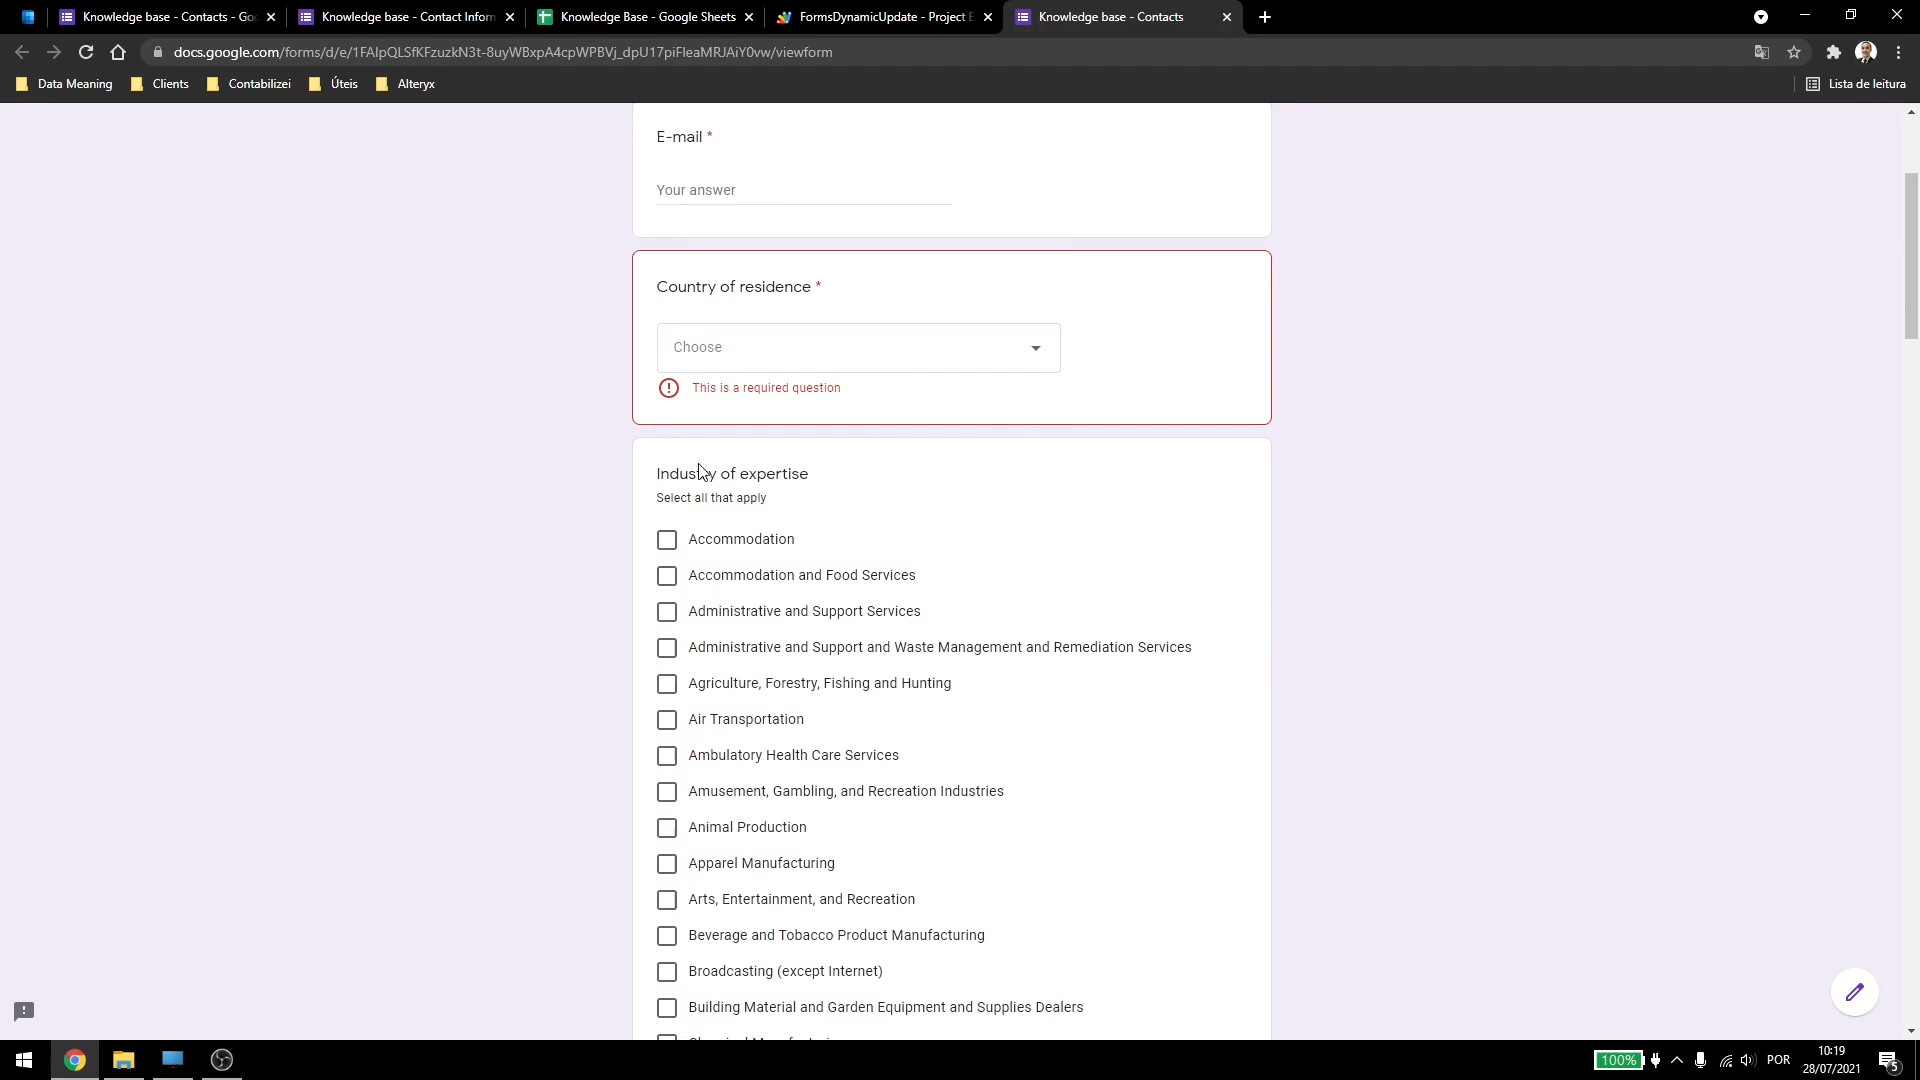 Knowledge base - Contacts - Goo
Knowledge base - Contact Inform
Knowledge Base - Google Sheets
FormsDynamicUpdate - Project E
Knowledge base - Contacts
docs.google.com/forms/d/e/1FAIpQLSfKFzuzkN3t-8uyWBxpA4cpWPBVj_dpU17piFIeaMRJAiY0vw/viewform
Data Meaning
Clients
Contabilizei
Úteis
Alteryx
Lista de leitura
E-mail *
Your answer
Country of residence *
Choose
This is a required question
Industry of expertise
Select all that apply
Accommodation
Accommodation and Food Services
Administrative and Support Services
Administrative and Support and Waste Management and Remediation Services
Agriculture, Forestry, Fishing and Hunting
Air Transportation
Ambulatory Health Care Services
Amusement, Gambling, and Recreation Industries
Animal Production
Apparel Manufacturing
Arts, Entertainment, and Recreation
Beverage and Tobacco Product Manufacturing
Broadcasting (except Internet)
Building Material and Garden Equipment and Supplies Dealers
100%
POR
10:19
28/07/2021
5